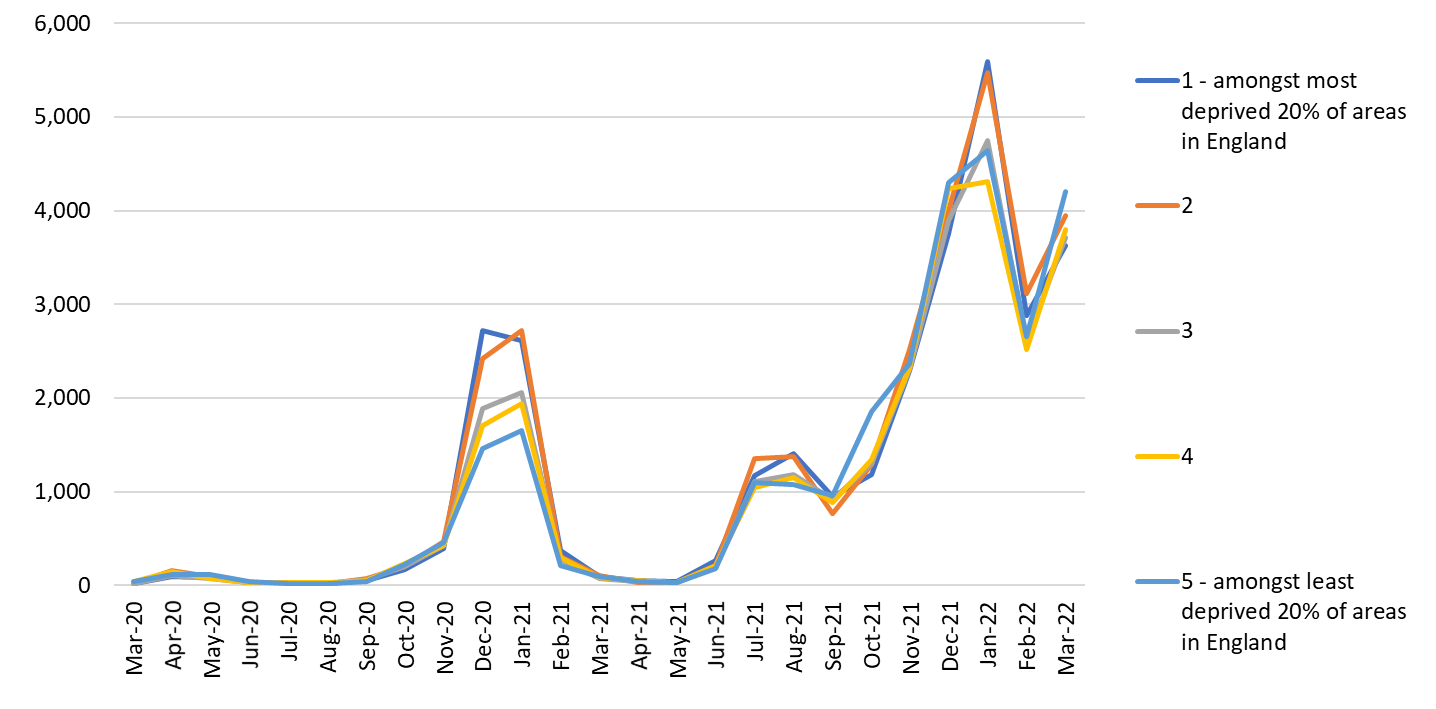 6,000
5,000
4,000
3,000
2,000
1,000
0
Mar-20
Apr-20
May-20
Jun-20
Jul-20
Aug-20
Sep-20
Oct-20
Nov-20
Dec-20
Jan-21
Feb-21
Mar-21
Apr-21
May-21
Jun-21
Jul-21
Aug-21
Sep-21
Oct-21
Nov-21
Dec-21
Jan-22
Feb-22
Mar-22
1 - amongst most
deprived 20% of areas
in England
2
3
4
5 - amongst least
deprived 20% of areas
in England